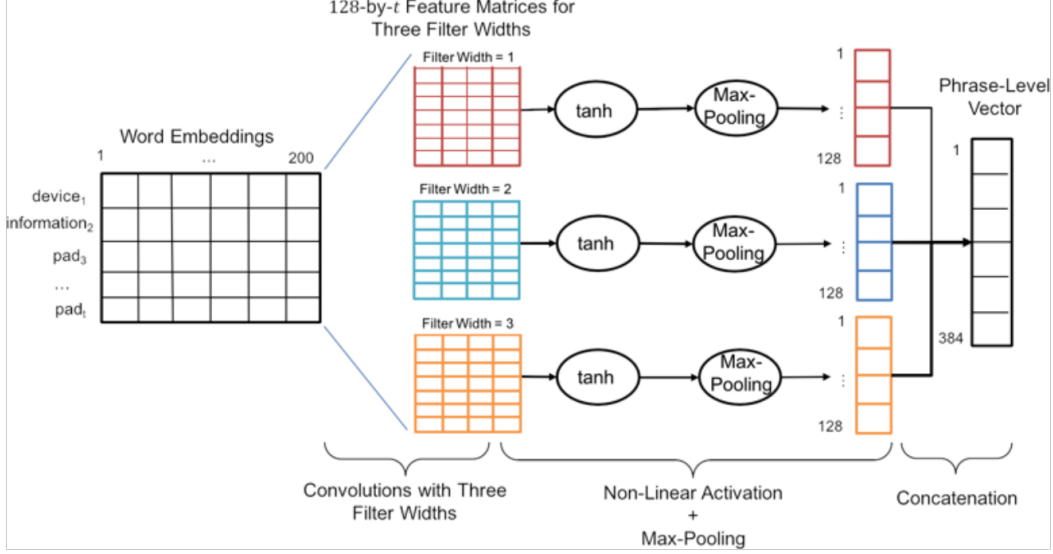 128-by-t Feature Matrices for
Three Filter Widths
Filter Width = 1
tanh
Max-
Pooling
1
⋮
128
Phrase-Level
Vector
Word Embeddings
1 ... 200
device₁
information₂
pad₃
...
padₜ
Filter Width = 2
tanh
Max-
Pooling
1
⋮
128
1
384
Filter Width = 3
tanh
Max-
Pooling
1
⋮
128
Convolutions with Three
Filter Widths
Non-Linear Activation
+
Max-Pooling
Concatenation